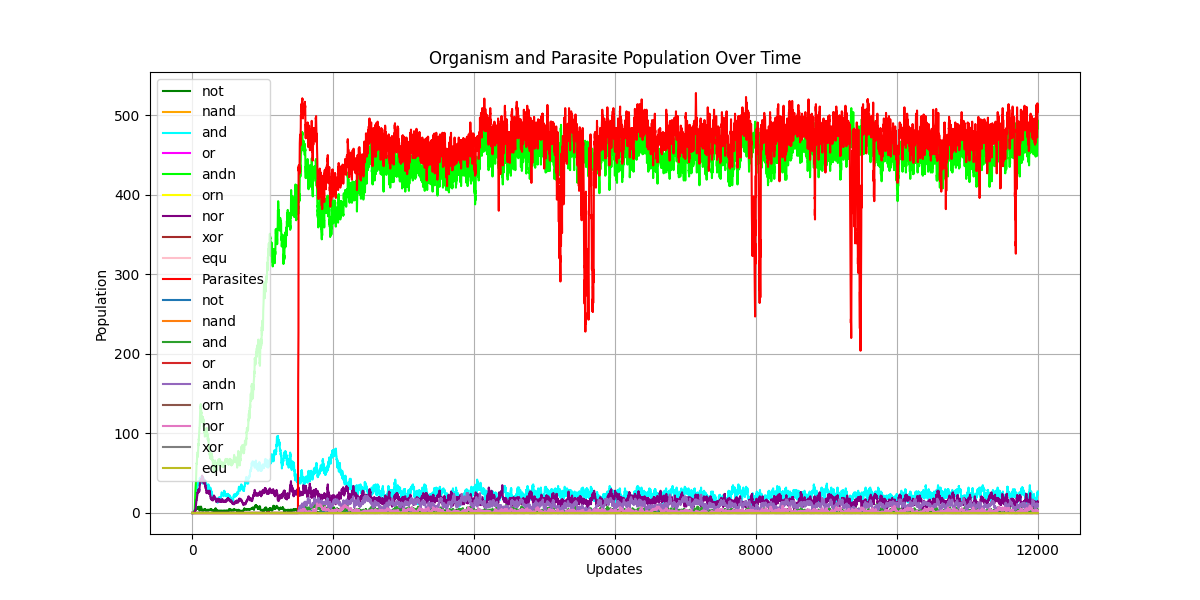 Organism and Parasite Population Over Time
Population
500
400
300
200
100
0
not
nand
and
or
andn
orn
nor
xor
equ
Parasites
not
nand
and
or
andn
orn
nor
xor
equ
0 2000 4000 6000 8000 10000 12000
Updates